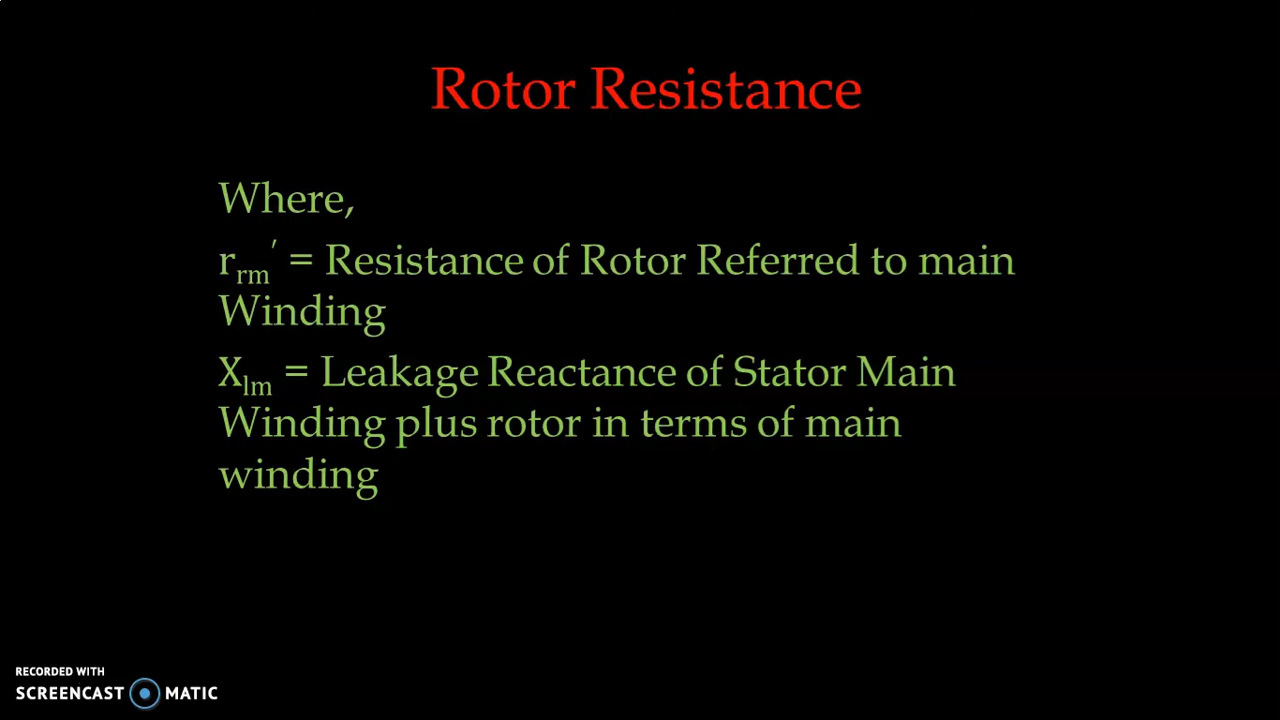 Rotor Resistance
Where,
rrm′ = Resistance of Rotor Referred to main
Winding
Xlm = Leakage Reactance of Stator Main
Winding plus rotor in terms of main
winding
RECORDED WITH
SCREENCAST MATIC